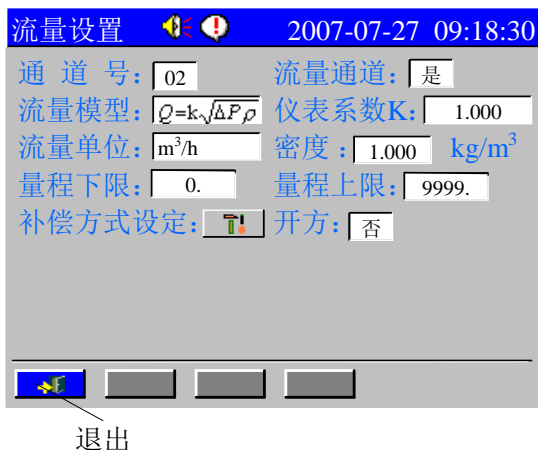 流量设置 2007-07-27 09:18:30
通 道 号: 02 流量通道: 是
流量模型: Q=k√ΔPρ 仪表系数K: 1.000
流量单位: m³/h 密度: 1.000 kg/m³
量程下限: 0. 量程上限: 9999.
补偿方式设定: 开方: 否
退出